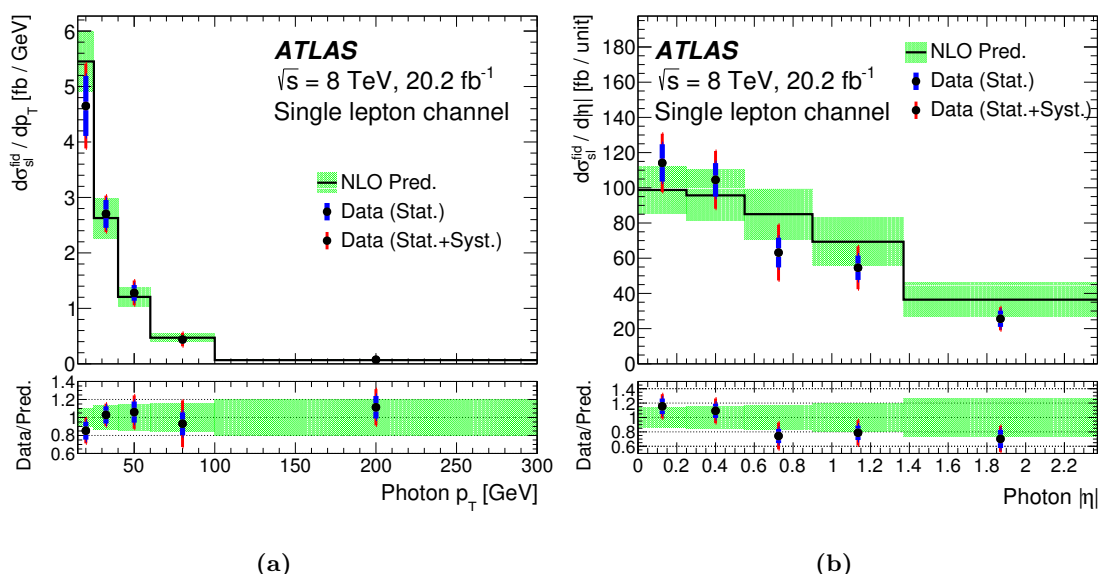 dσ_sl^fid / dp_T [fb / GeV]
6
5
4
3
2
1
0
ATLAS
√s = 8 TeV, 20.2 fb⁻¹
Single lepton channel
NLO Pred.
Data (Stat.)
Data (Stat.+Syst.)
Data/Pred.
1.4
1.2
1
0.8
0.6
50 100 150 200 250 300
Photon p_T [GeV]
(a)
dσ_sl^fid / d|η| [fb / unit]
180
160
140
120
100
80
60
40
20
0
ATLAS
√s = 8 TeV, 20.2 fb⁻¹
Single lepton channel
NLO Pred.
Data (Stat.)
Data (Stat.+Syst.)
Data/Pred.
1.4
1.2
1
0.8
0.6
0 0.2 0.4 0.6 0.8 1 1.2 1.4 1.6 1.8 2 2.2
Photon |η|
(b)